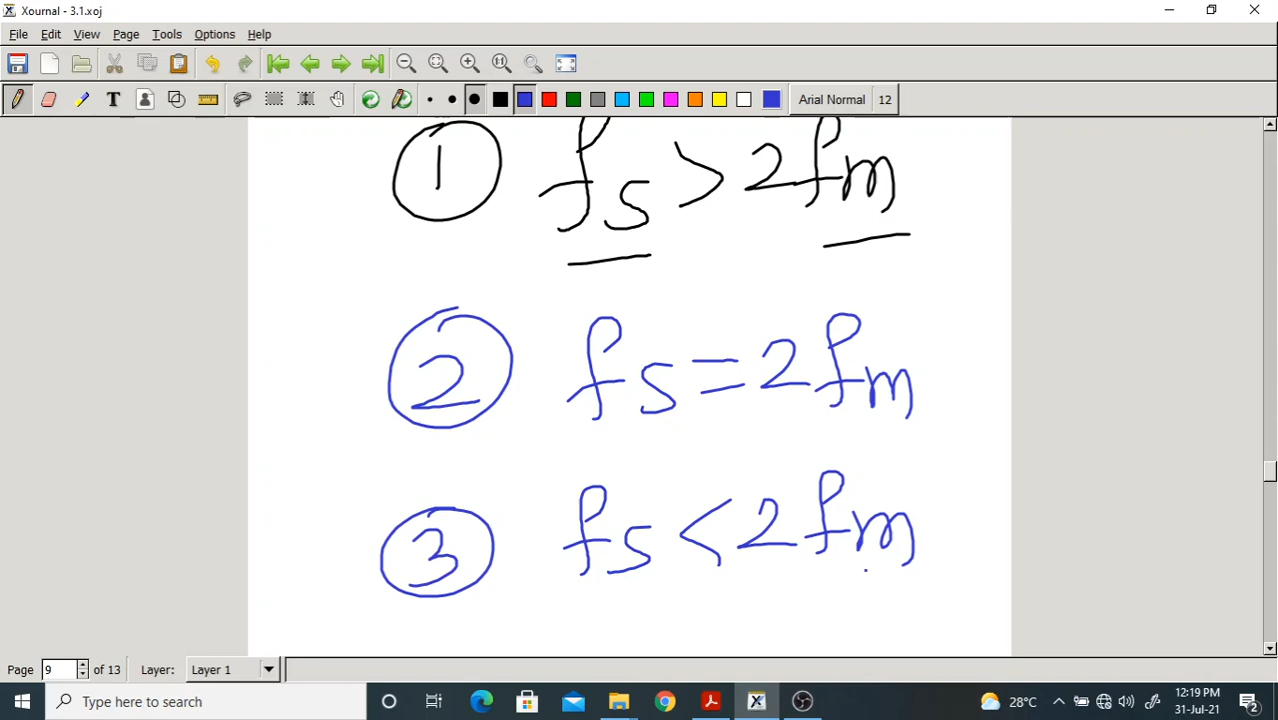 Xournal - 3.1.xoj
File Edit View Page Tools Options Help
Arial Normal 12
1 fs > 2fm
2 fs = 2fm
3 fs < 2fm
Page 9 of 13 Layer: Layer 1
Type here to search
28°C
12:19 PM
31-Jul-21
2